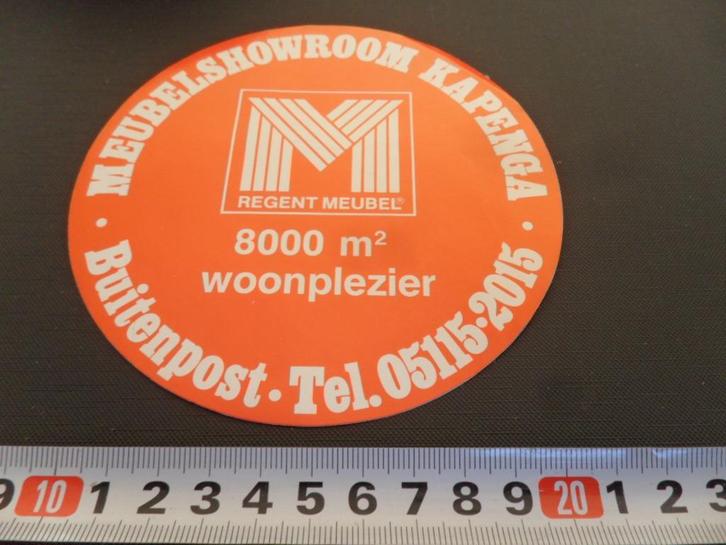 MEUBELSHOWROOM KAPENGA
REGENT MEUBEL®
8000 m²
woonplezier
• Buitenpost • Tel. 05115-2015 •
9 10 1 2 3 4 5 6 7 8 9 20 1 2 3